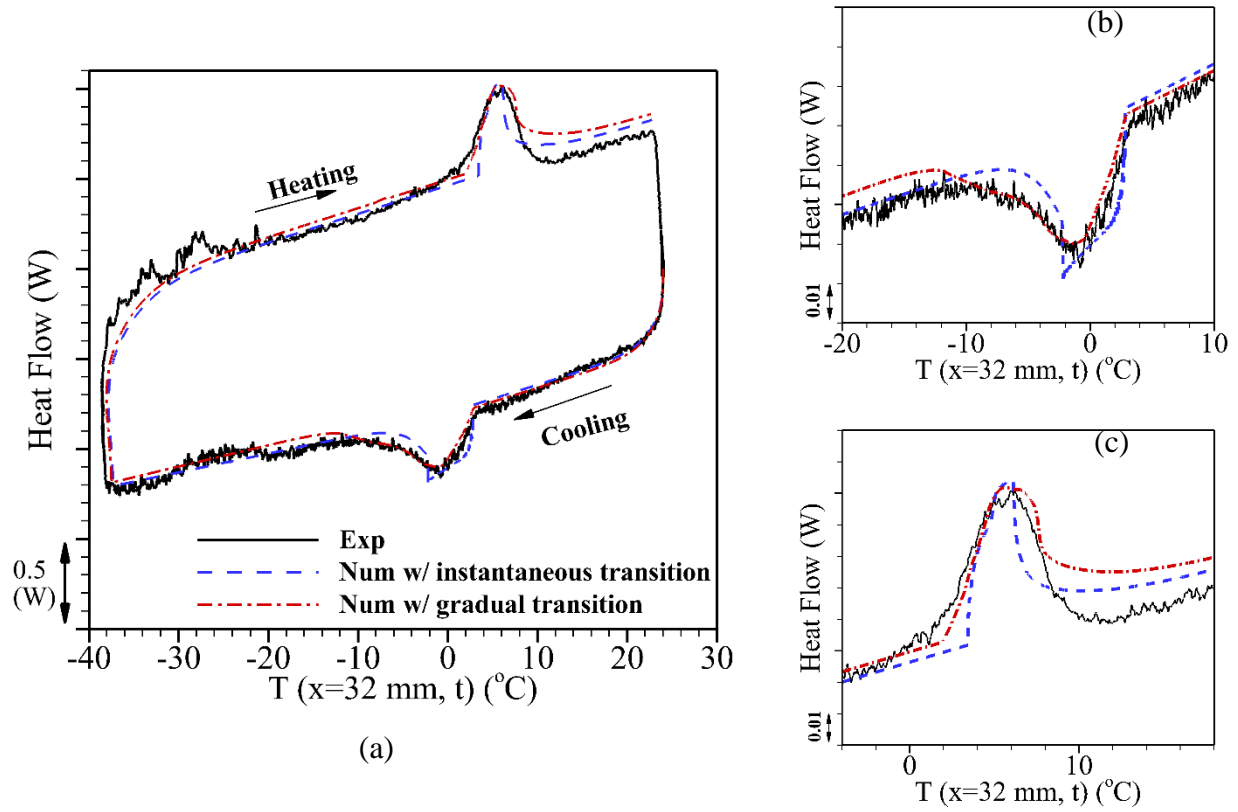 Heat Flow (W)
Heating
Cooling
0.5
(W)
Exp
Num w/ instantaneous transition
Num w/ gradual transition
-40 -30 -20 -10 0 10 20 30
T (x=32 mm, t) (°C)
(a)
(b)
Heat Flow (W)
0.01
-20 -10 0 10
T (x=32 mm, t) (°C)
(c)
Heat Flow (W)
0.01
0 10
T (x=32 mm, t) (°C)